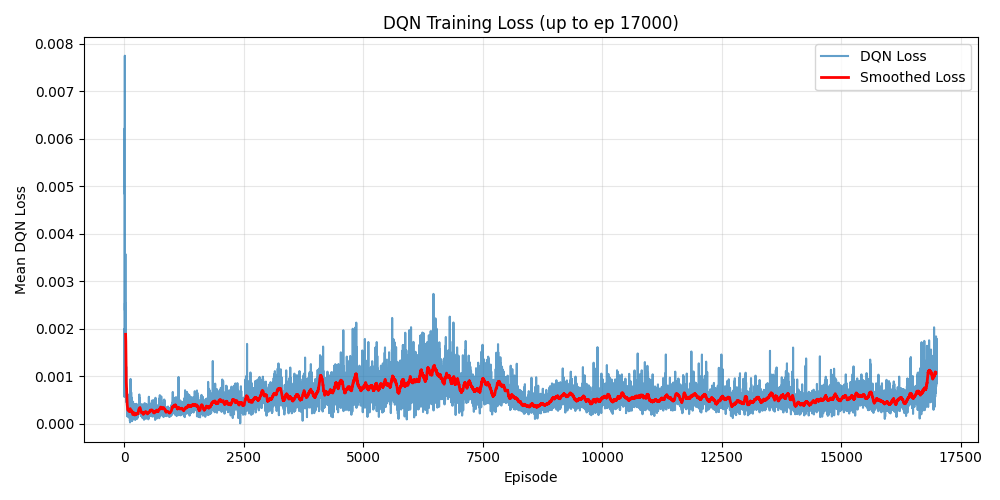 DQN Training Loss (up to ep 17000)
DQN Loss
Smoothed Loss
Mean DQN Loss
0.008
0.007
0.006
0.005
0.004
0.003
0.002
0.001
0.000
0 2500 5000 7500 10000 12500 15000 17500
Episode